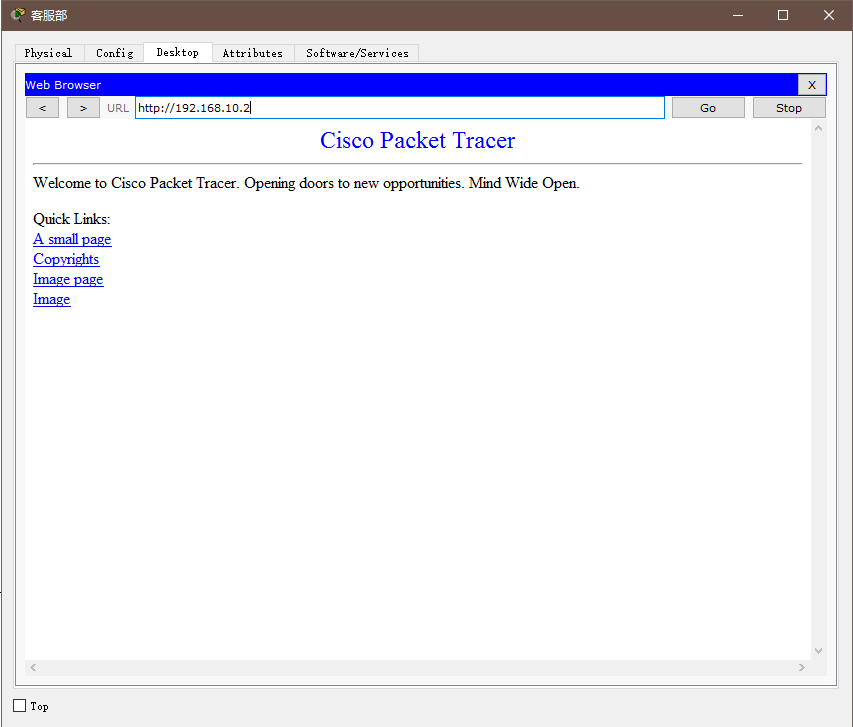 客服部
Physical Config Desktop Attributes Software/Services
Web Browser X
< > URL http://192.168.10.2 Go Stop
Cisco Packet Tracer
Welcome to Cisco Packet Tracer. Opening doors to new opportunities. Mind Wide Open.
Quick Links:
A small page
Copyrights
Image page
Image
Top